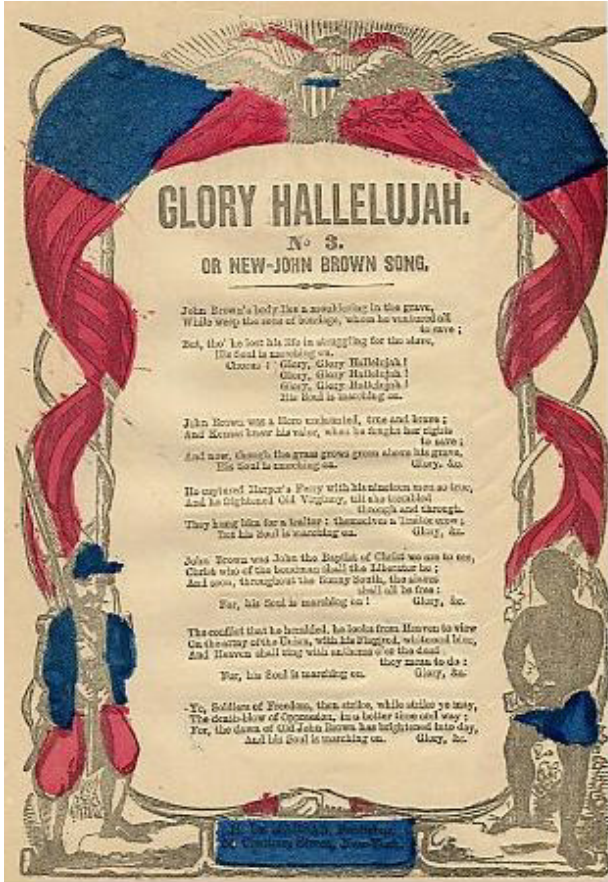 GLORY HALLELUJAH.
No 3.
OR NEW-JOHN BROWN SONG.
John Brown's body lies a mouldering in the grave,
While weep the sons of bondage, whom he ventured all
to save ;
But, tho' he lost his life in struggling for the slave,
His Soul is marching on.
Chorus : Glory, Glory Hallelujah !
Glory, Glory Hallelujah !
Glory, Glory Hallelujah !
His Soul is marching on.
John Brown was a Hero undaunted, true and brave ;
And Kansas knew his valor, when he fought her rights
to save ;
And now, though the grass grows green above his grave,
His Soul is marching on. Glory, &c.
He captured Harper's Ferry with his nineteen men so true,
And he frightened Old Virginny, till she trembled
through and through.
They hung him for a traitor ; themselves a Traitor crew ;
But his Soul is marching on. Glory, &c.
John Brown was John the Baptist of Christ we are to see,
Christ who of the bondman shall the Liberator be ;
And soon, throughout the Sunny South, the slaves
shall all be free :
For, his Soul is marching on ! Glory, &c.
The conflict that he heralded, he looks from Heaven to view
On the army of the Union, with his
And Heaven shall ring with anthems o'er the deed
they mean to do :
For, his Soul is marching on. Glory, &c.
Ye, Soldiers of Freedom, then strike, while strike ye may,
The death-blow of Oppression, in a better time and way ;
For, the dawn of Old John Brown has brightened into day,
And his Soul is marching on. Glory, &c.
H. DE MARSAN, Publisher,
Chatham Street, New-York.